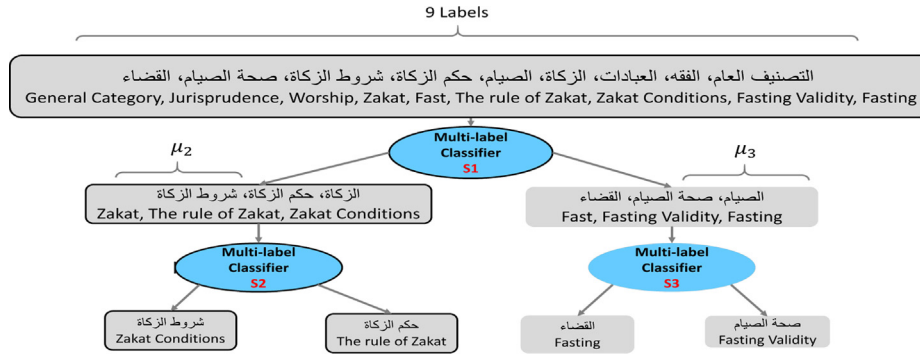 9 Labels
التصنيف العام، الفقه، العبادات، الزكاة، الصيام، حكم الزكاة، شروط الزكاة، صحة الصيام، القضاء
General Category, Jurisprudence, Worship, Zakat, Fast, The rule of Zakat, Zakat Conditions, Fasting Validity, Fasting
Multi-label
Classifier
S1
μ2
μ3
الزكاة، حكم الزكاة، شروط الزكاة
Zakat, The rule of Zakat, Zakat Conditions
الصيام، صحة الصيام، القضاء
Fast, Fasting Validity, Fasting
Multi-label
Classifier
S2
Multi-label
Classifier
S3
شروط الزكاة
Zakat Conditions
حكم الزكاة
The rule of Zakat
القضاء
Fasting
صحة الصيام
Fasting Validity